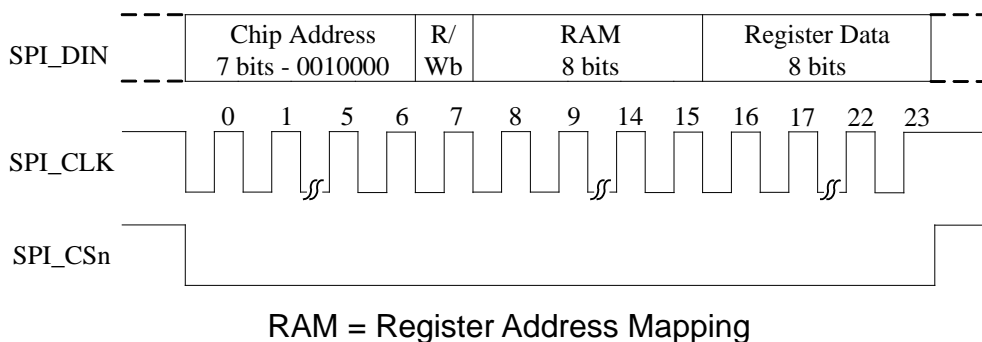 SPI_DIN
Chip Address
7 bits - 0010000
R/
Wb
RAM
8 bits
Register Data
8 bits
0 1 5 6 7 8 9 14 15 16 17 22 23
SPI_CLK
SPI_CSn
RAM = Register Address Mapping